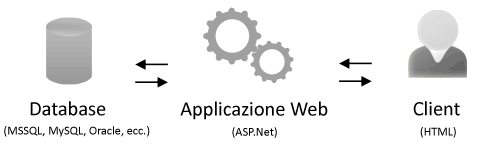 Database
(MSSQL, MySQL, Oracle, ecc.)
Applicazione Web
(ASP.Net)
Client
(HTML)